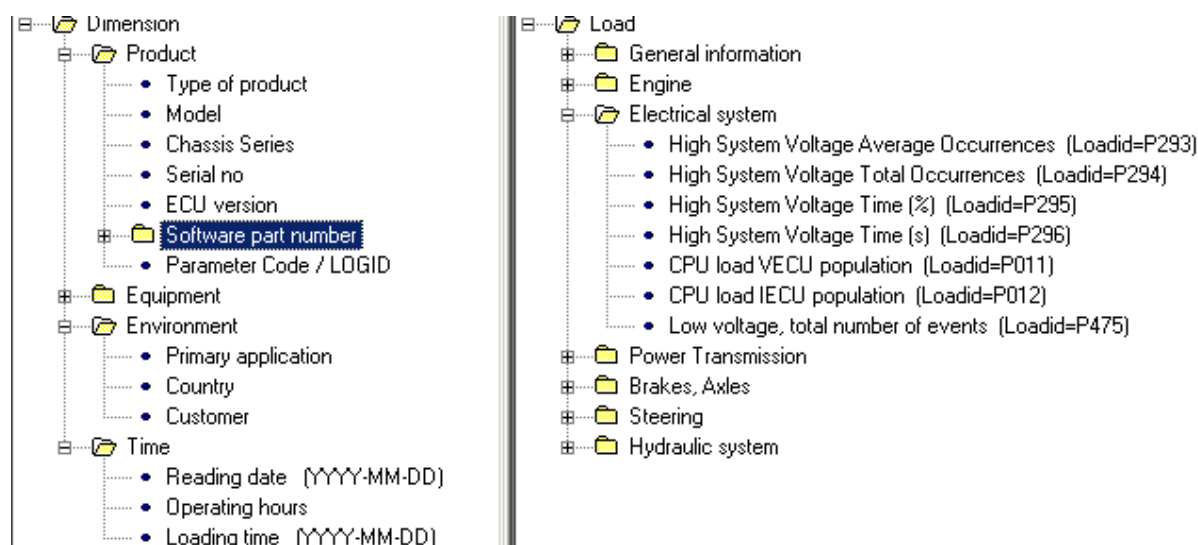 Dimension
Product
Type of product
Model
Chassis Series
Serial no
ECU version
Software part number
Parameter Code / LOGID
Equipment
Environment
Primary application
Country
Customer
Time
Reading date (YYYY-MM-DD)
Operating hours
Loading time (YYYY-MM-DD)
Load
General information
Engine
Electrical system
High System Voltage Average Occurrences (Loadid=P293)
High System Voltage Total Occurrences (Loadid=P294)
High System Voltage Time (%) (Loadid=P295)
High System Voltage Time (s) (Loadid=P296)
CPU load VECU population (Loadid=P011)
CPU load IECU population (Loadid=P012)
Low voltage, total number of events (Loadid=P475)
Power Transmission
Brakes, Axles
Steering
Hydraulic system